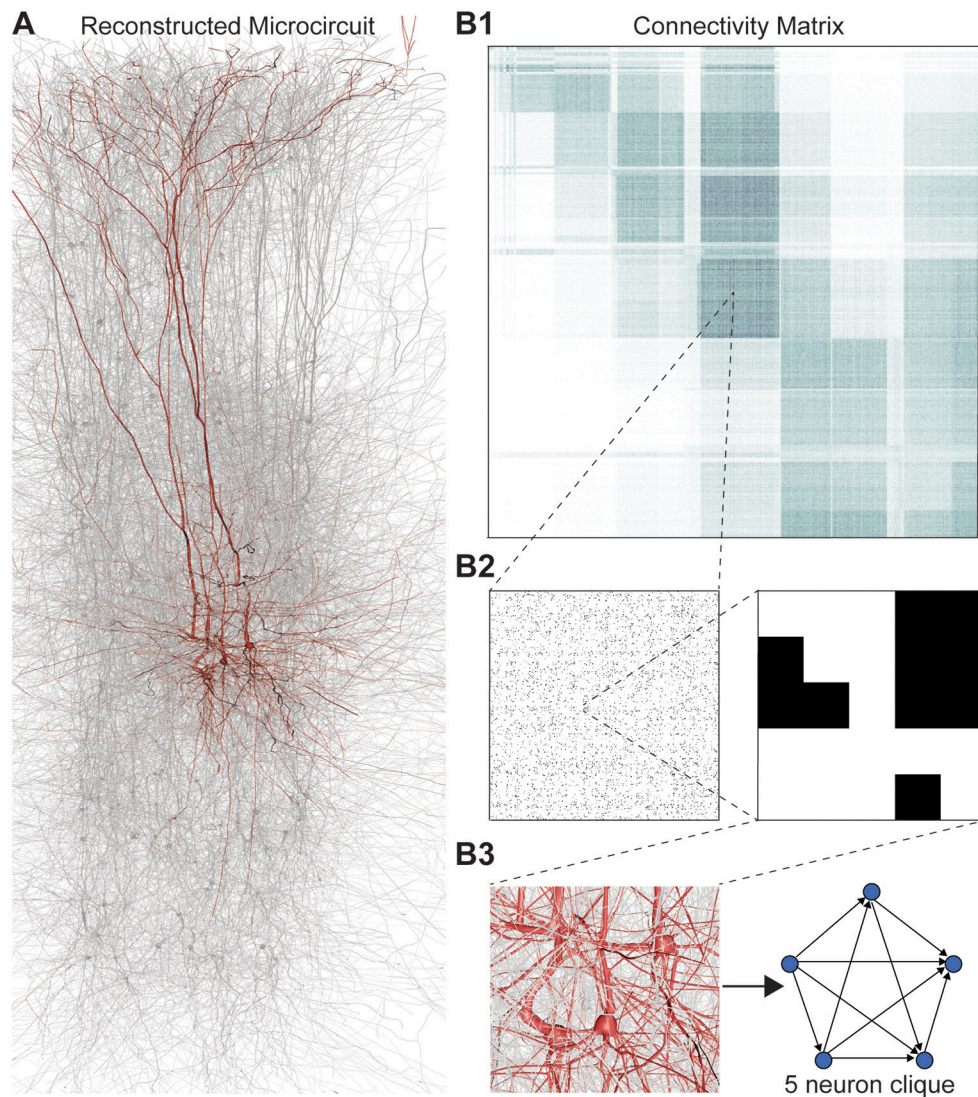 A
Reconstructed Microcircuit
B1
Connectivity Matrix
B2
B3
5 neuron clique